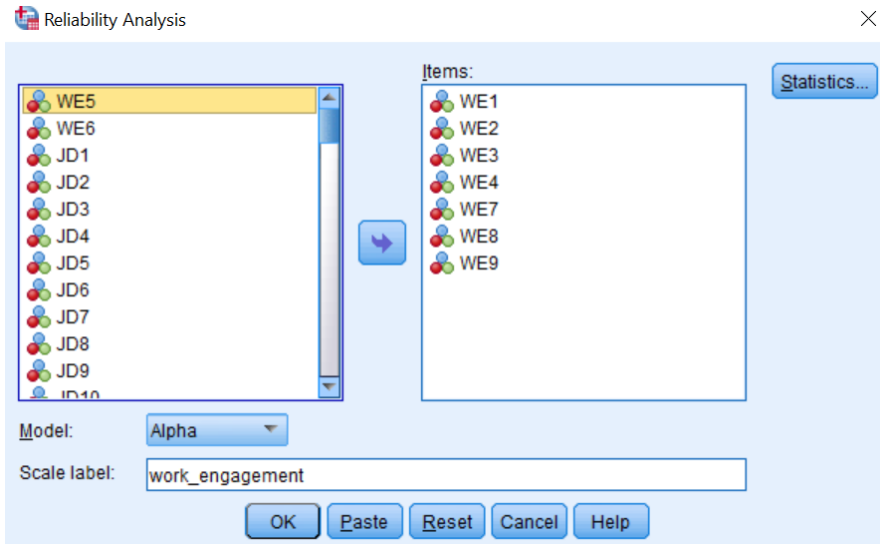 Reliability Analysis
Items:
Statistics...
WE5
WE6
JD1
JD2
JD3
JD4
JD5
JD6
JD7
JD8
JD9
JD10
WE1
WE2
WE3
WE4
WE7
WE8
WE9
Model:
Alpha
Scale label:
work_engagement
OK
Paste
Reset
Cancel
Help